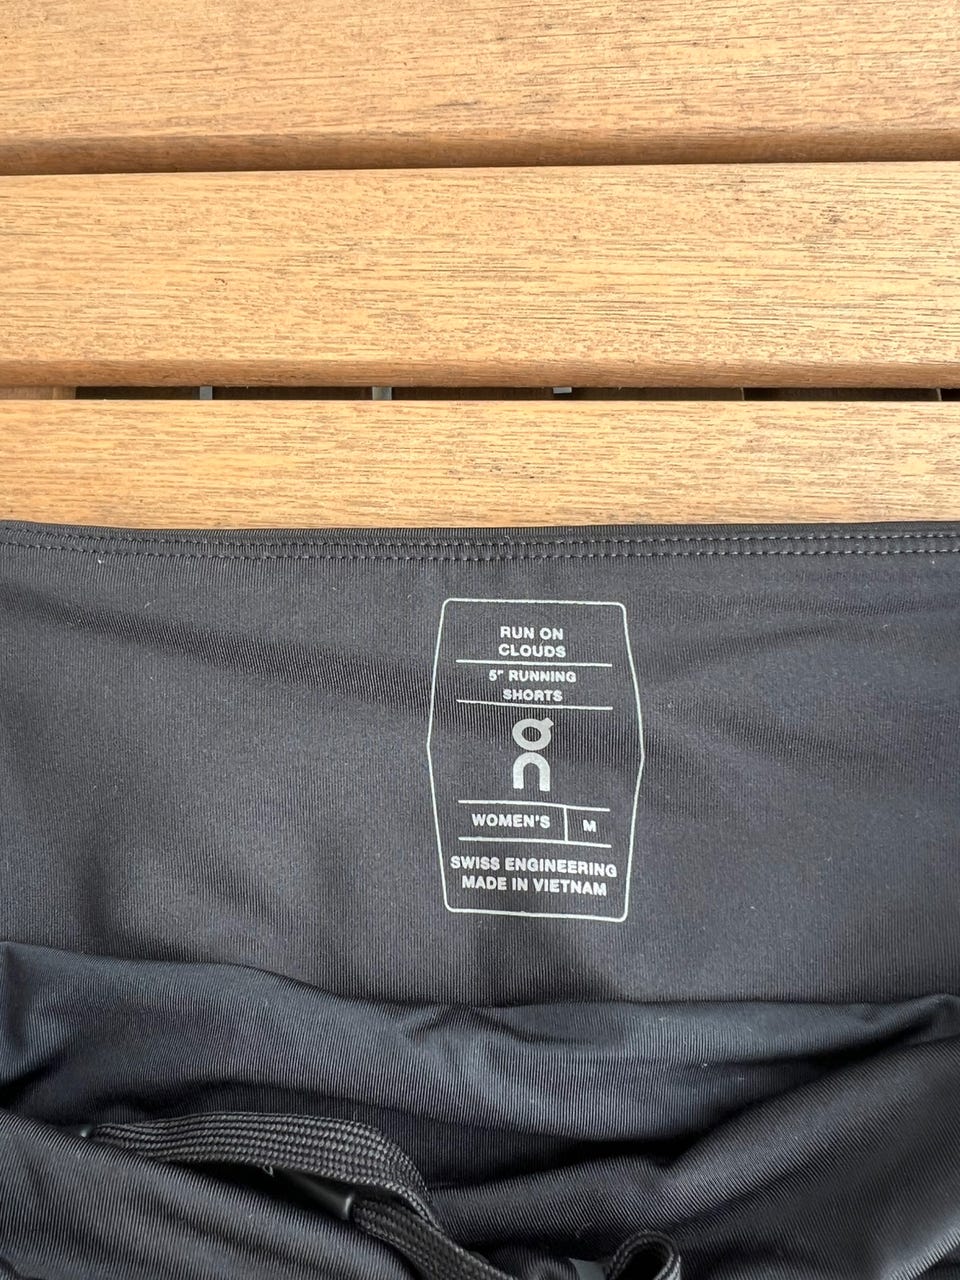 RUN ON
CLOUDS
5" RUNNING
SHORTS
WOMEN'S M
SWISS ENGINEERING
MADE IN VIETNAM